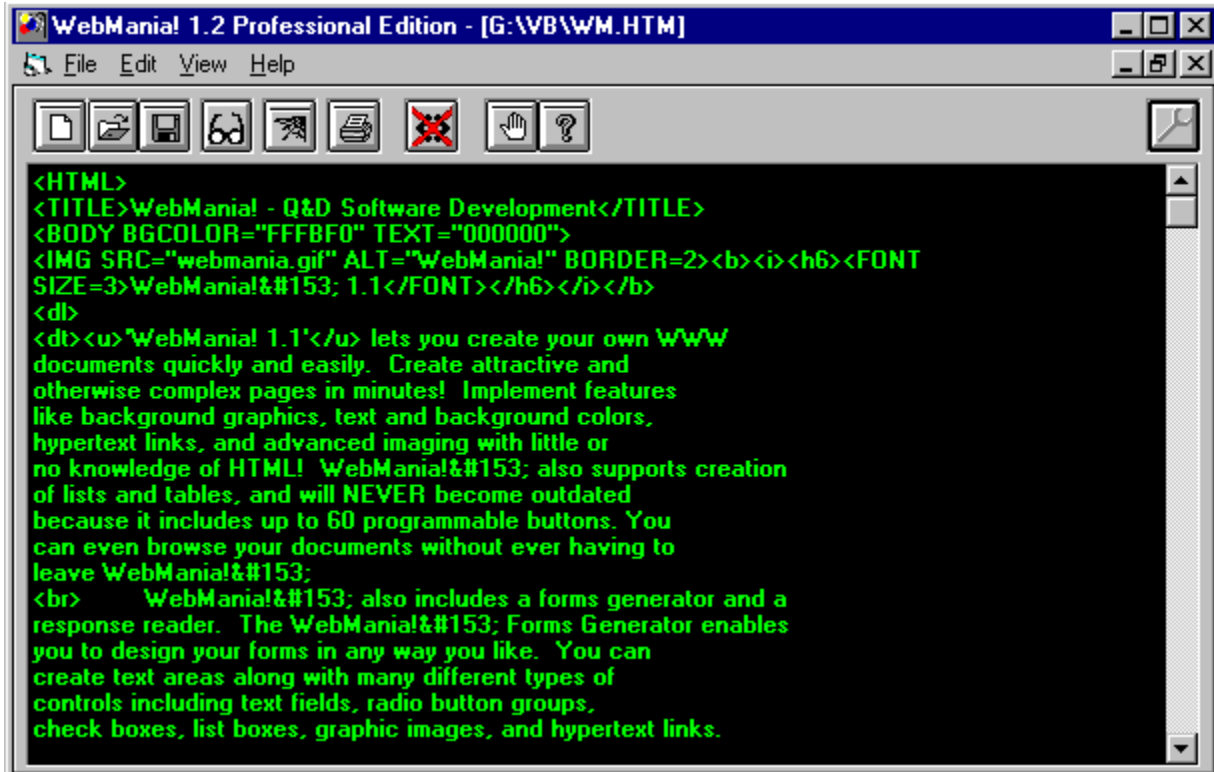 WebMania! 1.2 Professional Edition - [G:\VB\WM.HTM]
File Edit View Help
<HTML>
<TITLE>WebMania! - Q&D Software Development</TITLE>
<BODY BGCOLOR="FFFBF0" TEXT="000000">
<IMG SRC="webmania.gif" ALT="WebMania!" BORDER=2><b><i><h6><FONT
SIZE=3>WebMania!&#153; 1.1</FONT></h6></i></b>
<dl>
<dt><u>'WebMania! 1.1'</u> lets you create your own WWW
documents quickly and easily.  Create attractive and
otherwise complex pages in minutes!  Implement features
like background graphics, text and background colors,
hypertext links, and advanced imaging with little or
no knowledge of HTML!  WebMania!&#153; also supports creation
of lists and tables, and will NEVER become outdated
because it includes up to 60 programmable buttons. You
can even browse your documents without ever having to
leave WebMania!&#153;
<br>       WebMania!&#153; also includes a forms generator and a
response reader.  The WebMania!&#153; Forms Generator enables
you to design your forms in any way you like.  You can
create text areas along with many different types of
controls including text fields, radio button groups,
check boxes, list boxes, graphic images, and hypertext links.